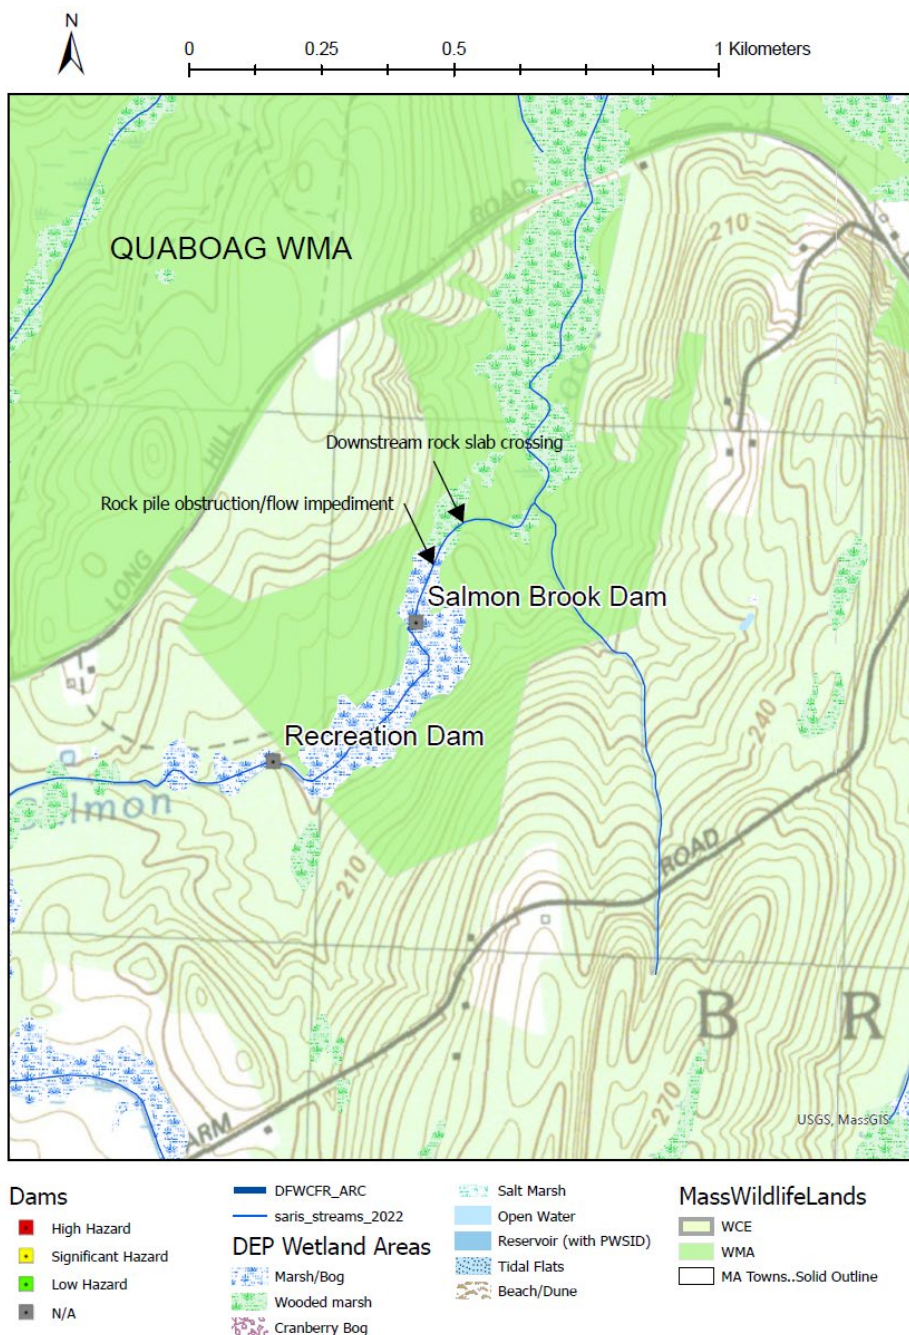 N
0 0.25 0.5 1 Kilometers
QUABOAG WMA
ROAD
210
HILL
LONG
Downstream rock slab crossing
Rock pile obstruction/flow impediment
Salmon Brook Dam
Recreation Dam
Salmon
240
210
ROAD
B R
270
ARM
USGS, MassGIS
Dams
High Hazard
Significant Hazard
Low Hazard
N/A
DFWCFR_ARC
saris_streams_2022
DEP Wetland Areas
Marsh/Bog
Wooded marsh
Cranberry Bog
Salt Marsh
Open Water
Reservoir (with PWSID)
Tidal Flats
Beach/Dune
MassWildlifeLands
WCE
WMA
MA Towns..Solid Outline